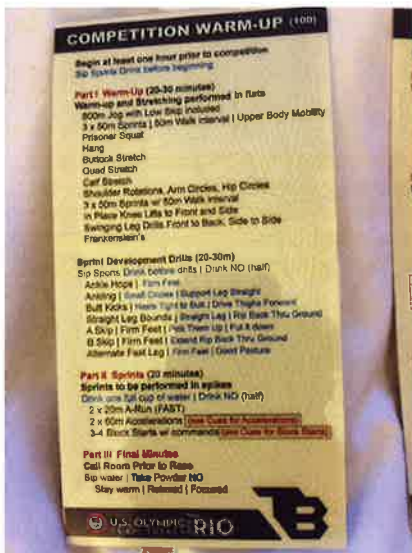 COMPETITION WARM-UP (100)
Begin at least one hour prior to competition
Sip Sports Drink before beginning
Part I Warm-Up (20-30 minutes)
Warm-up and Stretching performed in flats
800m Jog with Low Skip included
3 x 50m Sprints | 50m Walk Interval | Upper Body Mobility
Prisoner Squat
Hang
Buttock Stretch
Quad Stretch
Calf Stretch
Shoulder Rotations, Arm Circles, Hip Circles
3 x 50m Sprints w/ 50m Walk Interval
In Place Knee Lifts to Front and Side
Swinging Leg Drills Front to Back, Side to Side
Frankenstein's
Sprint Development Drills (20-30m)
Sip Sports Drink before drills | Drink NO (half)
Ankle Hops | Firm Feet
Ankling | Small Circles | Support Leg Straight
Butt Kicks | Heels Tight to Butt | Drive Thighs Forward
Straight Leg Bounds | Straight Leg | Rip Back Thru Ground
A Skip | Firm Feet | Pick Them Up | Put it down
B Skip | Firm Feet | Extend Rip Back Thru Ground
Alternate Fast Leg | Firm Feet | Good Posture
Part II Sprints (20 minutes)
Sprints to be performed in spikes
Drink one full cup of water | Drink NO (half)
2 x 20m A-Run (FAST)
2 x 60m Accelerations (Use Cues for Accelerations)
3-4 Block Starts w/ commands (Use Cues for Block Starts)
Part III Final Minutes
Call Room Prior to Race
Sip water | Take Powder NO
Stay warm | Relaxed | Focused
U.S. OLYMPIC
RIO